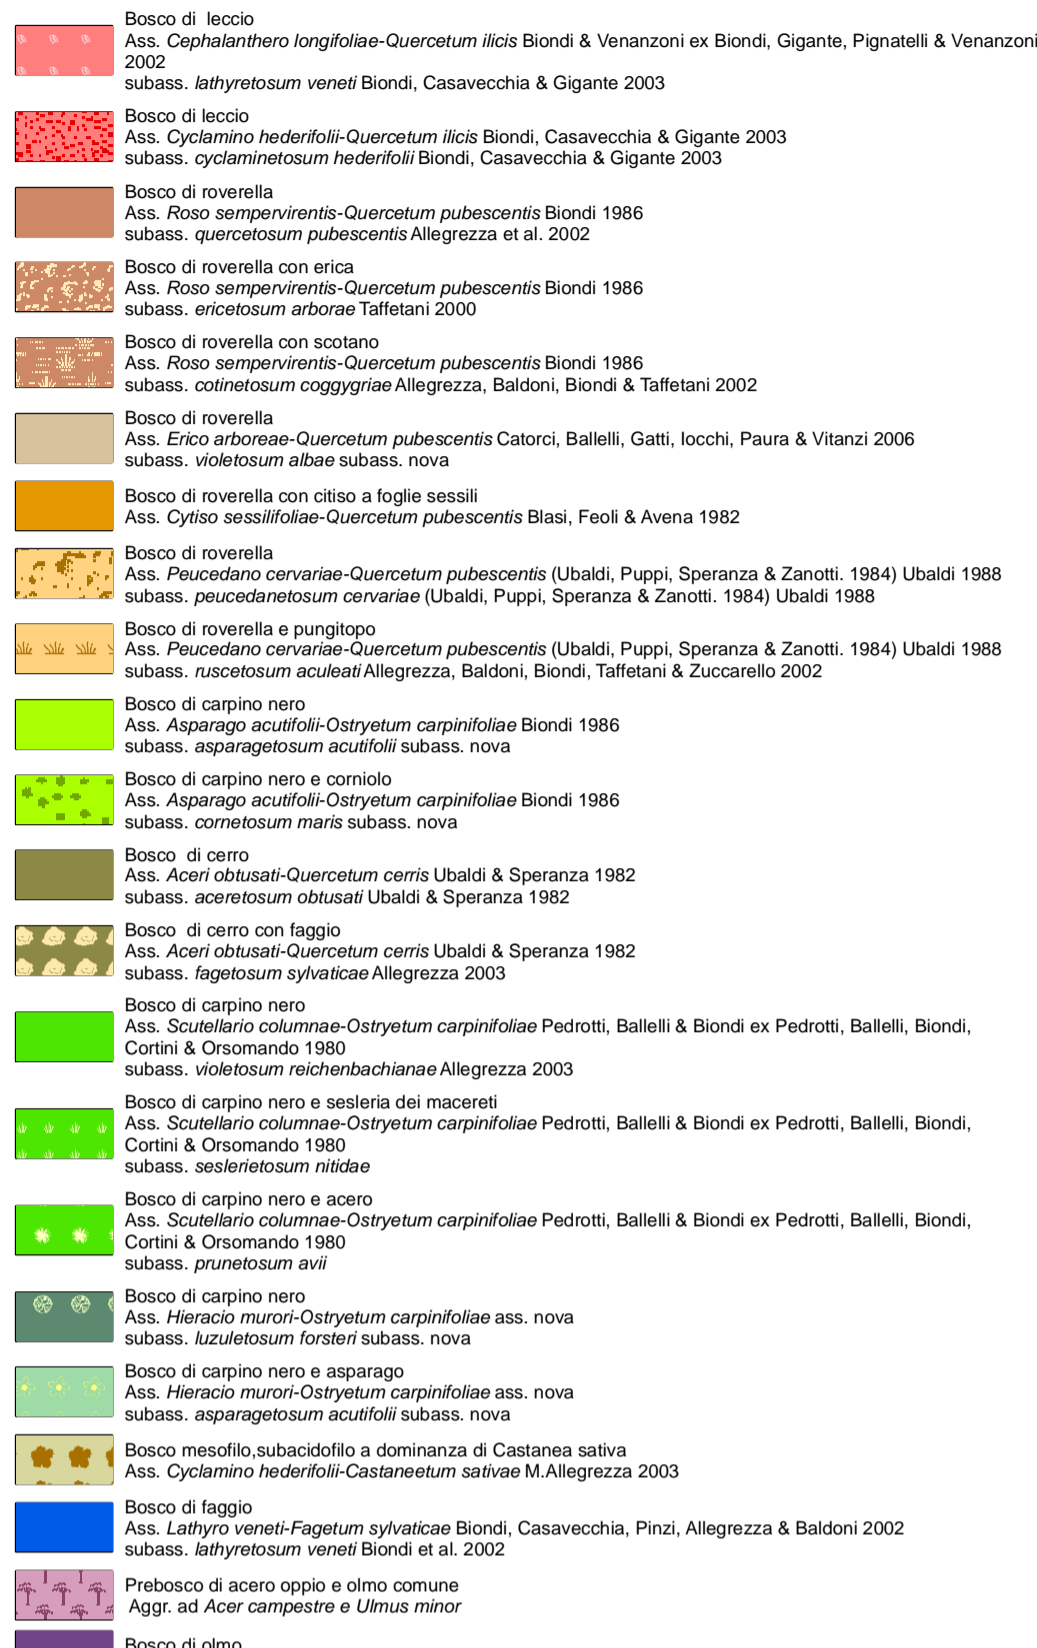 Bosco di  leccio
Ass. Cephalanthero longifoliae-Quercetum ilicis Biondi & Venanzoni ex Biondi, Gigante, Pignatelli & Venanzoni
2002
subass. lathyretosum veneti Biondi, Casavecchia & Gigante 2003
Bosco di leccio
Ass. Cyclamino hederifolii-Quercetum ilicis Biondi, Casavecchia & Gigante 2003
subass. cyclaminetosum hederifolii Biondi, Casavecchia & Gigante 2003
Bosco di roverella
Ass. Roso sempervirentis-Quercetum pubescentis Biondi 1986
subass. quercetosum pubescentis Allegrezza et al. 2002
Bosco di roverella con erica
Ass. Roso sempervirentis-Quercetum pubescentis Biondi 1986
subass. ericetosum arborae Taffetani 2000
Bosco di roverella con scotano
Ass. Roso sempervirentis-Quercetum pubescentis Biondi 1986
subass. cotinetosum coggygriae Allegrezza, Baldoni, Biondi & Taffetani 2002
Bosco di roverella
Ass. Erico arboreae-Quercetum pubescentis Catorci, Ballelli, Gatti, Iocchi, Paura & Vitanzi 2006
subass. violetosum albae subass. nova
Bosco di roverella con citiso a foglie sessili
Ass. Cytiso sessilifoliae-Quercetum pubescentis Blasi, Feoli & Avena 1982
Bosco di roverella
Ass. Peucedano cervariae-Quercetum pubescentis (Ubaldi, Puppi, Speranza & Zanotti. 1984) Ubaldi 1988
subass. peucedanetosum cervariae (Ubaldi, Puppi, Speranza & Zanotti. 1984) Ubaldi 1988
Bosco di roverella e pungitopo
Ass. Peucedano cervariae-Quercetum pubescentis (Ubaldi, Puppi, Speranza & Zanotti. 1984) Ubaldi 1988
subass. ruscetosum aculeati Allegrezza, Baldoni, Biondi, Taffetani & Zuccarello 2002
Bosco di carpino nero
Ass. Asparago acutifolii-Ostryetum carpinifoliae Biondi 1986
subass. asparagetosum acutifolii subass. nova
Bosco di carpino nero e corniolo
Ass. Asparago acutifolii-Ostryetum carpinifoliae Biondi 1986
subass. cornetosum maris subass. nova
Bosco  di cerro
Ass. Aceri obtusati-Quercetum cerris Ubaldi & Speranza 1982
subass. aceretosum obtusati Ubaldi & Speranza 1982
Bosco  di cerro con faggio
Ass. Aceri obtusati-Quercetum cerris Ubaldi & Speranza 1982
subass. fagetosum sylvaticae Allegrezza 2003
Bosco di carpino nero
Ass. Scutellario columnae-Ostryetum carpinifoliae Pedrotti, Ballelli & Biondi ex Pedrotti, Ballelli, Biondi,
Cortini & Orsomando 1980
subass. violetosum reichenbachianae Allegrezza 2003
Bosco di carpino nero e sesleria dei macereti
Ass. Scutellario columnae-Ostryetum carpinifoliae Pedrotti, Ballelli & Biondi ex Pedrotti, Ballelli, Biondi,
Cortini & Orsomando 1980
subass. seslerietosum nitidae
Bosco di carpino nero e acero
Ass. Scutellario columnae-Ostryetum carpinifoliae Pedrotti, Ballelli & Biondi ex Pedrotti, Ballelli, Biondi,
Cortini & Orsomando 1980
subass. prunetosum avii
Bosco di carpino nero
Ass. Hieracio murori-Ostryetum carpinifoliae ass. nova
subass. luzuletosum forsteri subass. nova
Bosco di carpino nero e asparago
Ass. Hieracio murori-Ostryetum carpinifoliae ass. nova
subass. asparagetosum acutifolii subass. nova
Bosco mesofilo,subacidofilo a dominanza di Castanea sativa
Ass. Cyclamino hederifolii-Castaneetum sativae M.Allegrezza 2003
Bosco di faggio
Ass. Lathyro veneti-Fagetum sylvaticae Biondi, Casavecchia, Pinzi, Allegrezza & Baldoni 2002
subass. lathyretosum veneti Biondi et al. 2002
Prebosco di acero oppio e olmo comune
Aggr. ad Acer campestre e Ulmus minor
Bosco di olmo